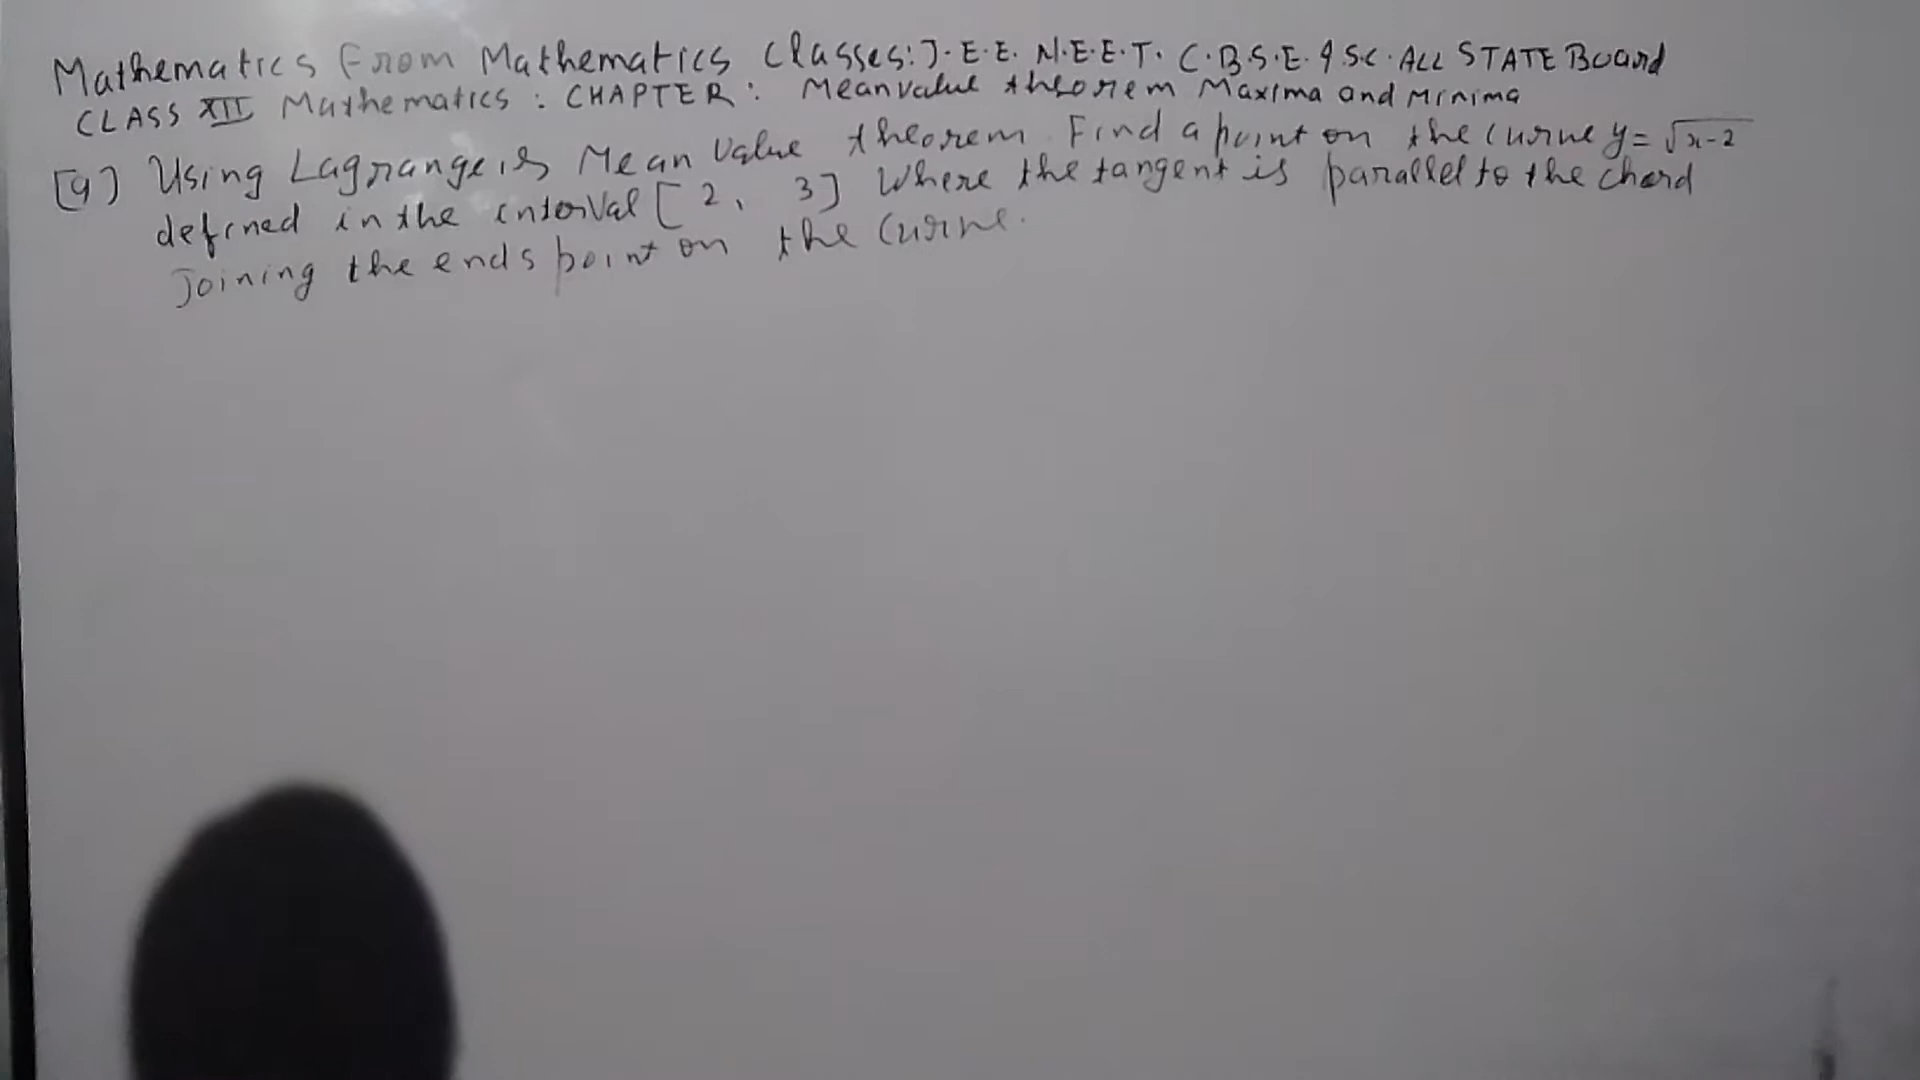 Mathematics From Mathematics Classes: J.E.E. N.E.E.T. C.B.S.E. I S.C. ALL STATE Board
CLASS XII Mathematics : CHAPTER : Meanvalue theorem Maxima and Minima
[9) Using Lagrange's Mean Value theorem Find a point on the curve y = √x-2
defined in the interval [2, 3] Where the tangent is parallel to the chord
Joining the ends point on the curve.